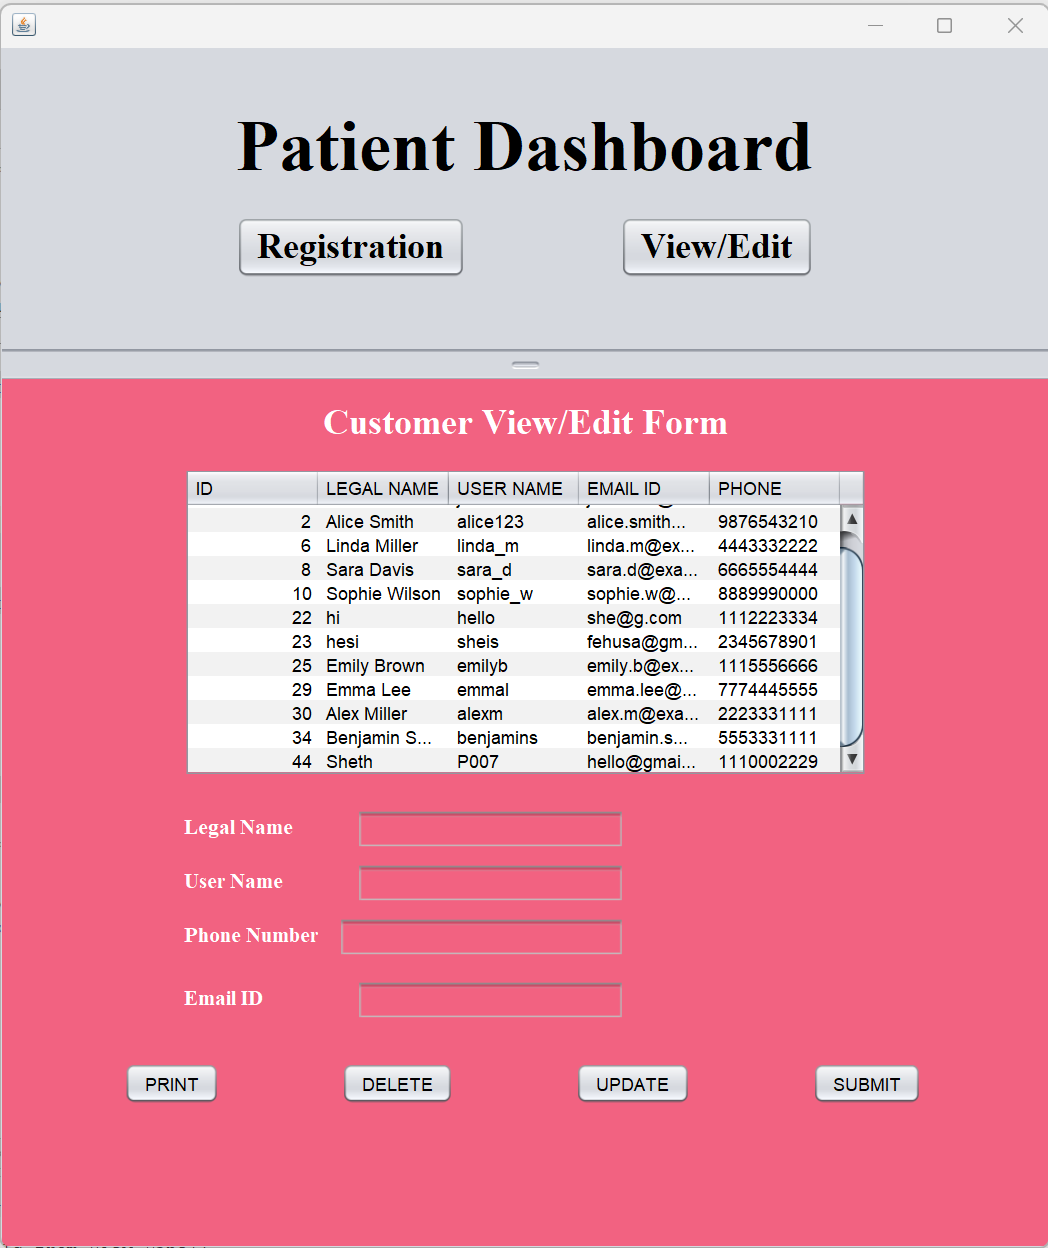 Patient Dashboard
Registration View/Edit
Customer View/Edit Form
ID LEGAL NAME USER NAME EMAIL ID PHONE
2 Alice Smith alice123 alice.smith... 9876543210
6 Linda Miller linda_m linda.m@ex... 4443332222
8 Sara Davis sara_d sara.d@exa... 6665554444
10 Sophie Wilson sophie_w sophie.w@... 8889990000
22 hi hello she@g.com 1112223334
23 hesi sheis fehusa@gm... 2345678901
25 Emily Brown emilyb emily.b@ex... 1115556666
29 Emma Lee emmal emma.lee@... 7774445555
30 Alex Miller alexm alex.m@exa... 2223331111
34 Benjamin S... benjamins benjamin.s... 5553331111
44 Sheth P007 hello@gmai... 1110002229
Legal Name
User Name
Phone Number
Email ID
PRINT DELETE UPDATE SUBMIT